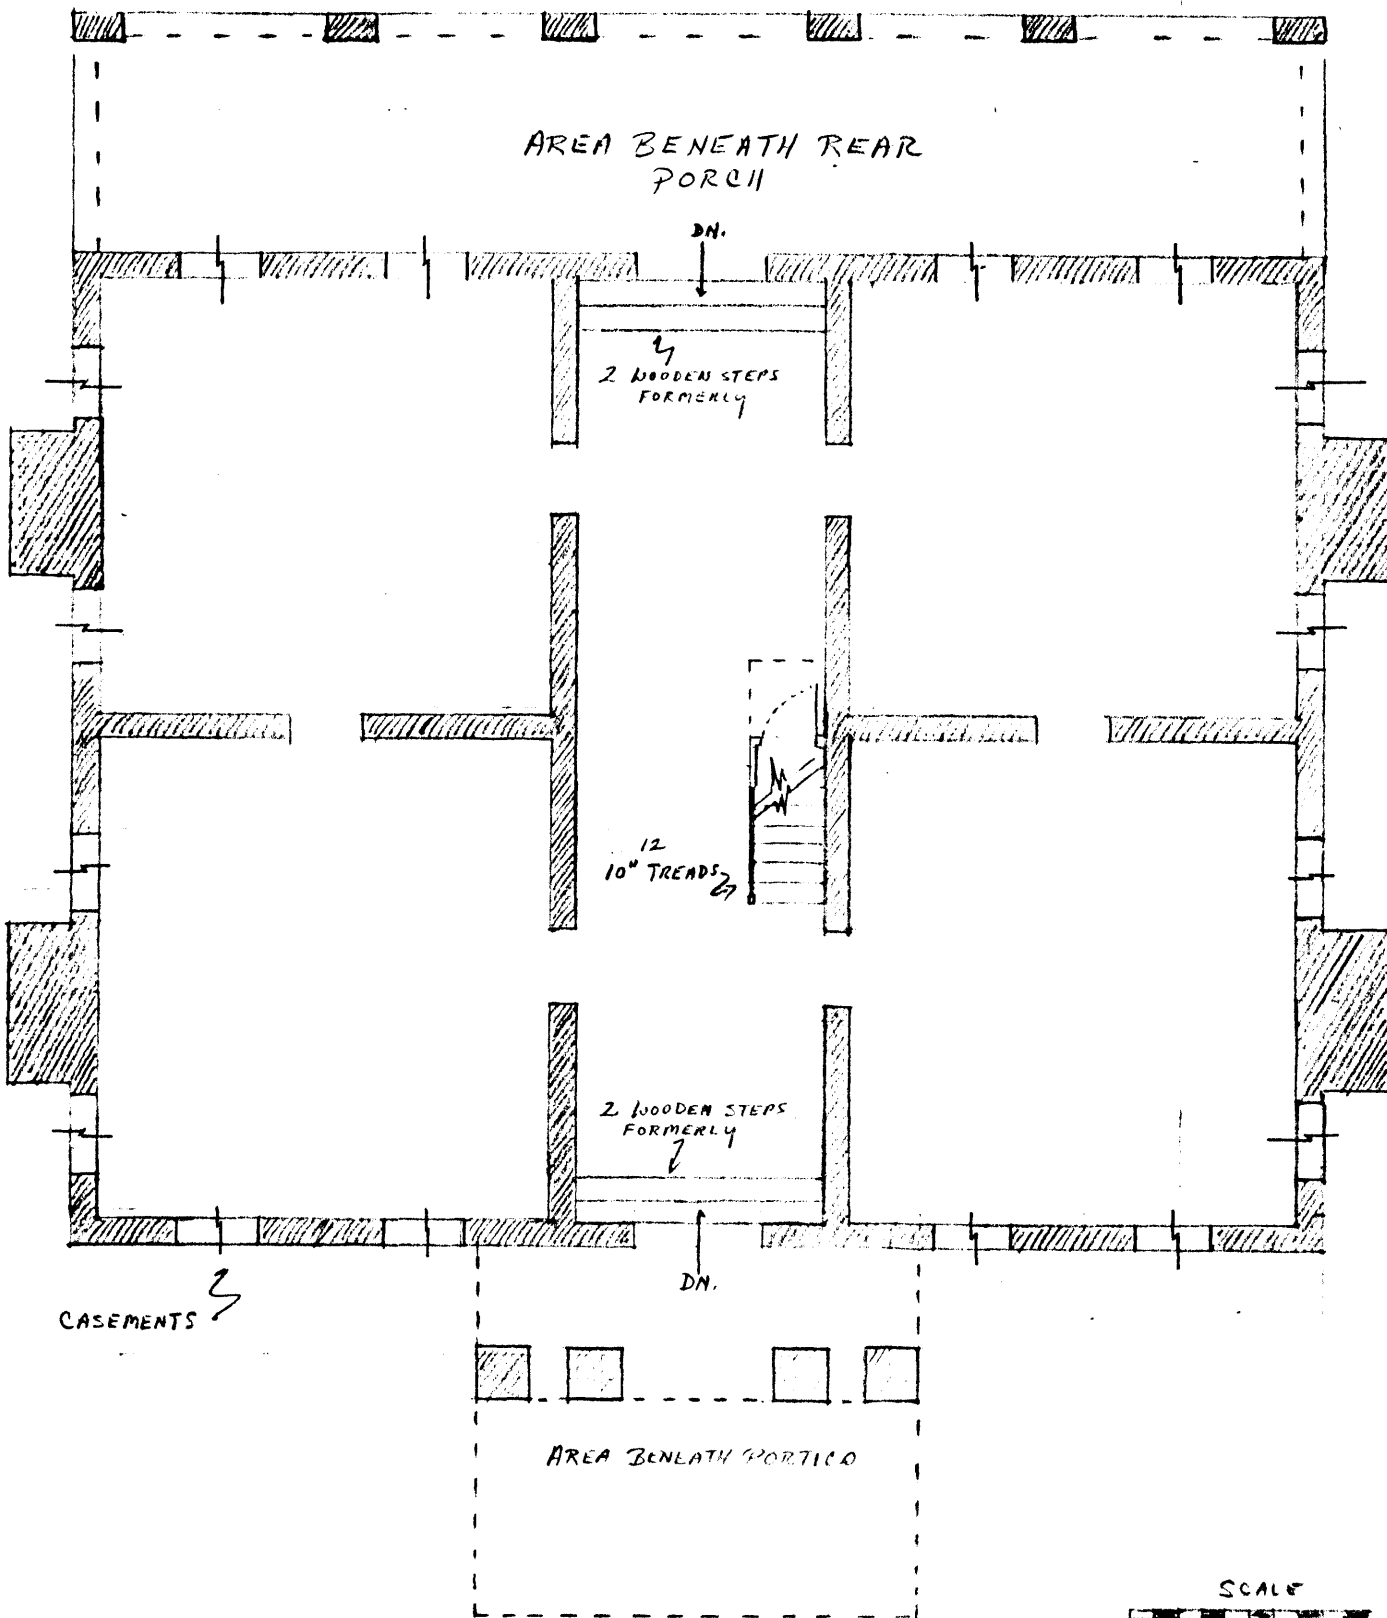 AREA BENEATH REAR
PORCH
DN.
2 WOODEN STEPS
FORMERLY
12
10" TREADS
2 WOODEN STEPS
FORMERLY
DN.
CASEMENTS
AREA BENEATH PORTICO
SCALE